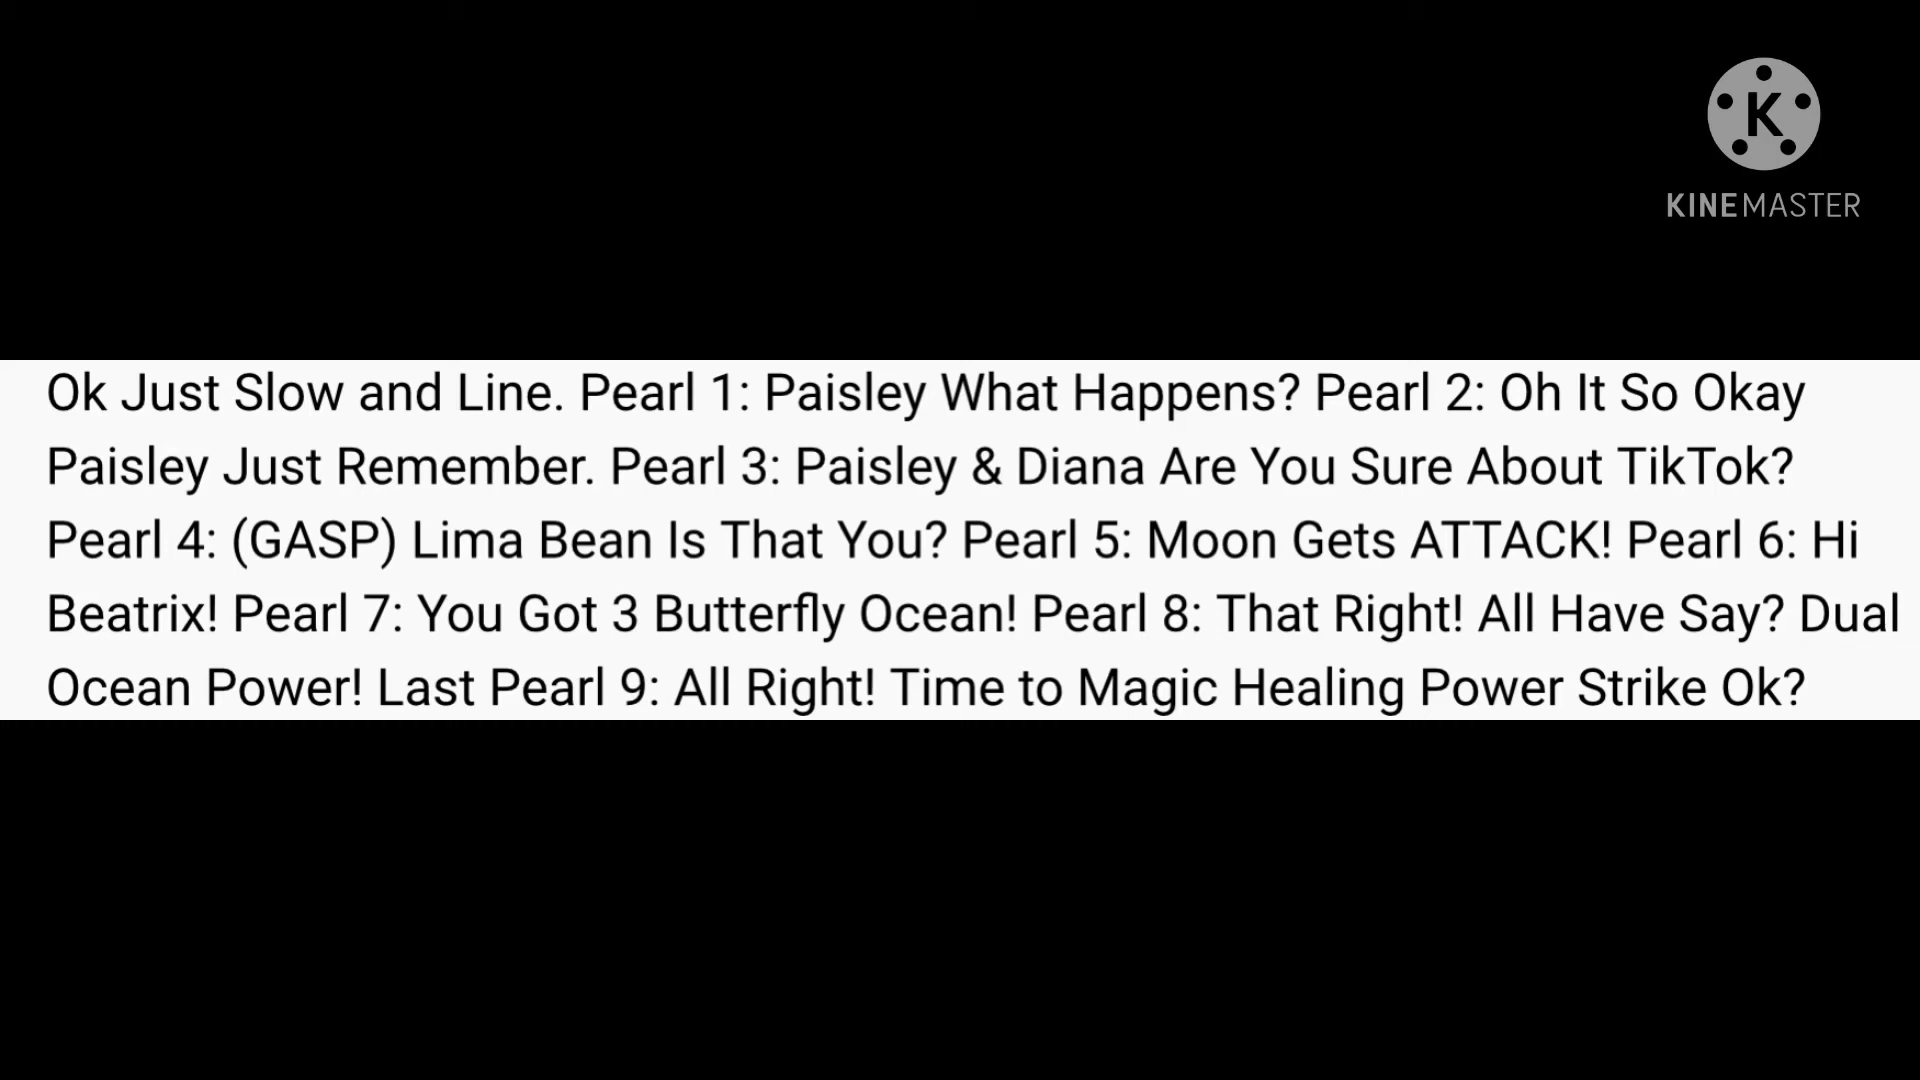 K
KINEMASTER
Ok Just Slow and Line. Pearl 1: Paisley What Happens? Pearl 2: Oh It So Okay
Paisley Just Remember. Pearl 3: Paisley & Diana Are You Sure About TikTok?
Pearl 4: (GASP) Lima Bean Is That You? Pearl 5: Moon Gets ATTACK! Pearl 6: Hi
Beatrix! Pearl 7: You Got 3 Butterfly Ocean! Pearl 8: That Right! All Have Say? Dual
Ocean Power! Last Pearl 9: All Right! Time to Magic Healing Power Strike Ok?